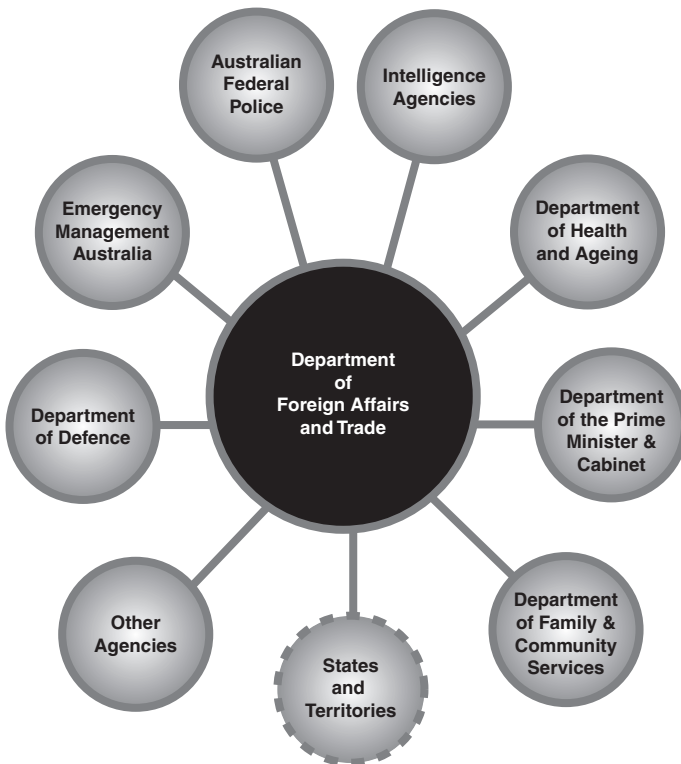 Australian
Federal
Police
Intelligence
Agencies
Emergency
Management
Australia
Department
of Health
and Ageing
Department
of
Foreign Affairs
and Trade
Department
of Defence
Department
of the Prime
Minister &
Cabinet
Other
Agencies
States
and
Territories
Department
of Family &
Community
Services